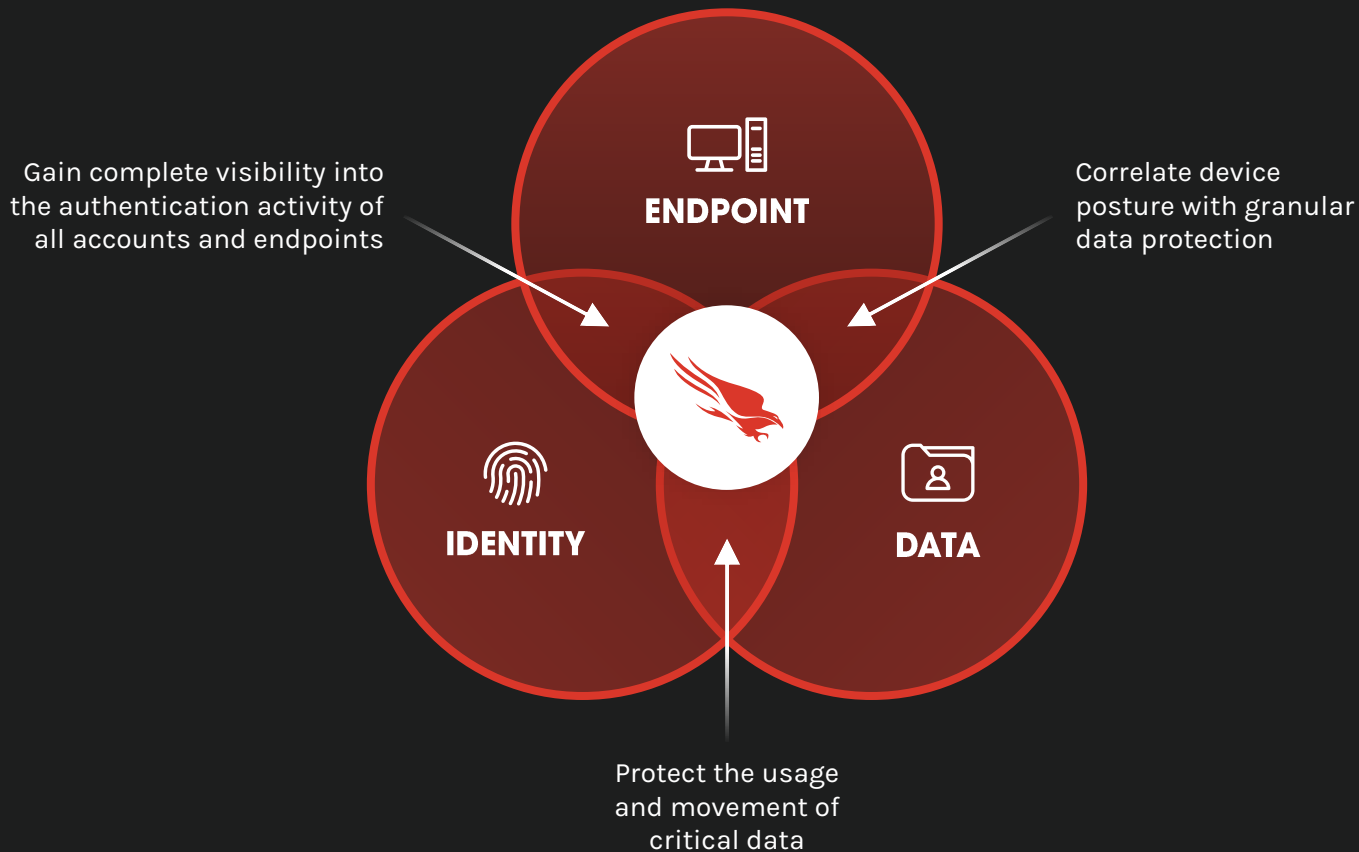 ENDPOINT
Gain complete visibility into
the authentication activity of
all accounts and endpoints
Correlate device
posture with granular
data protection
IDENTITY
DATA
Protect the usage
and movement of
critical data